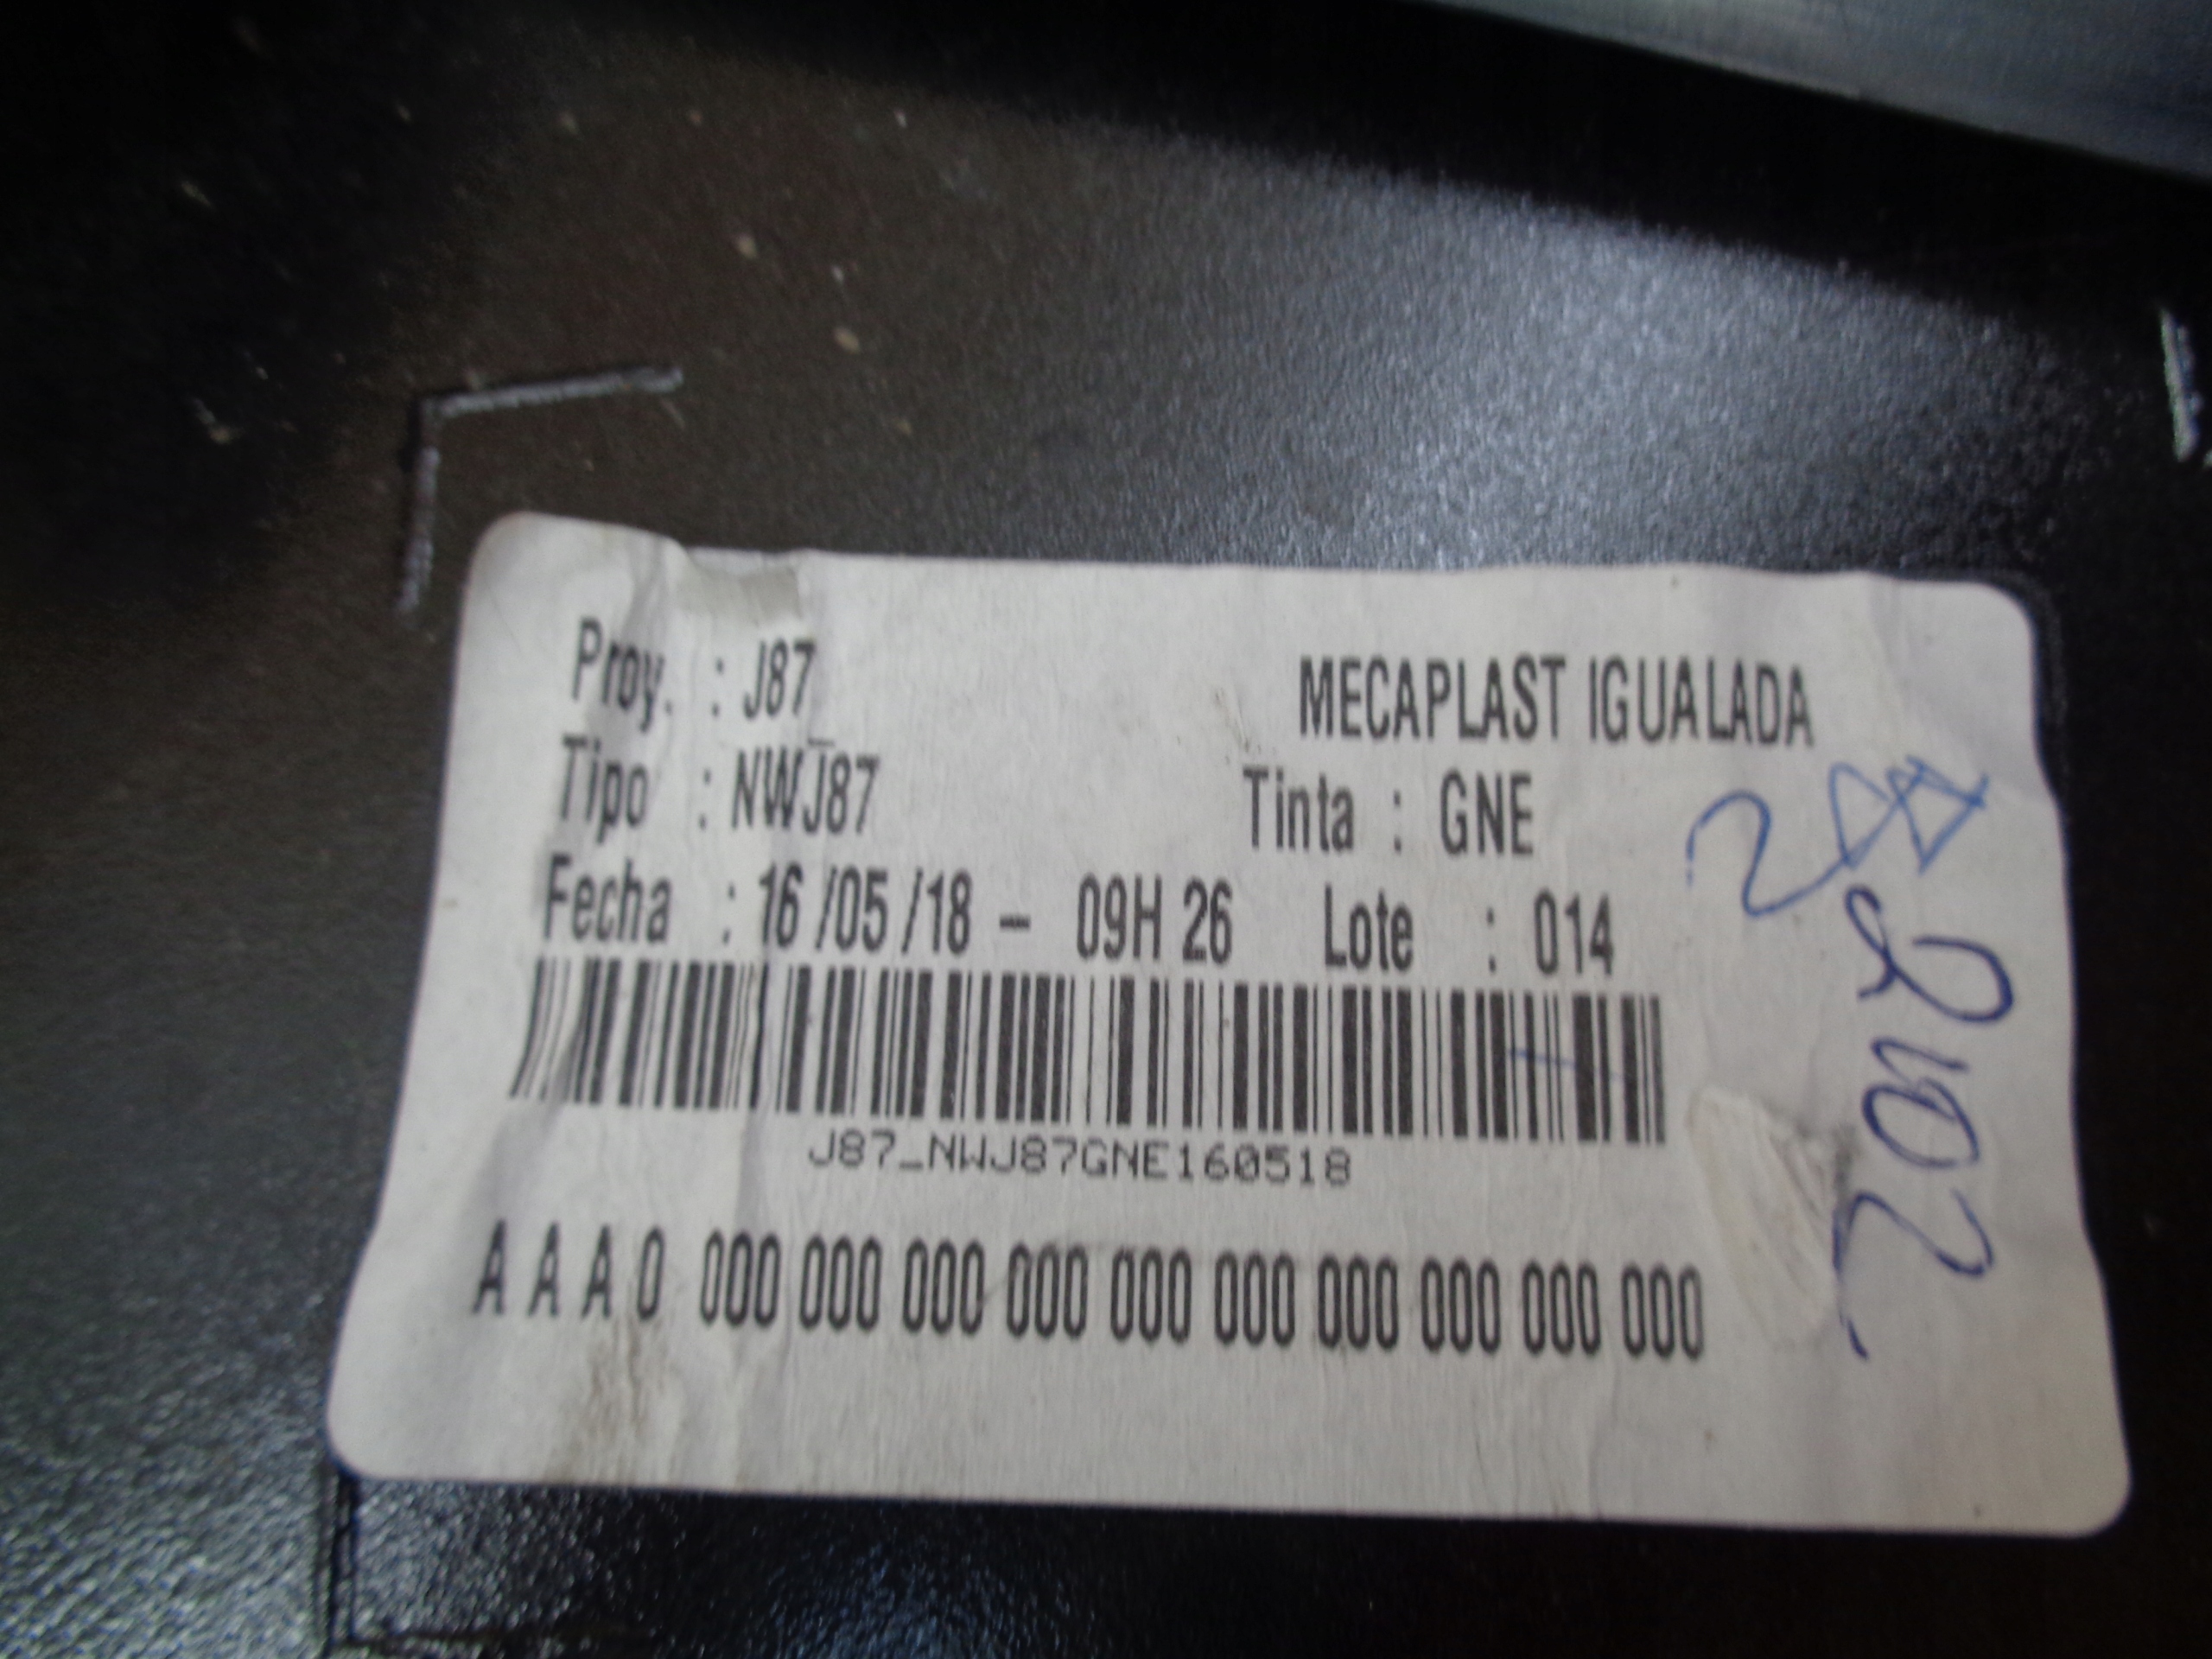 Proy. : J87_ MECAPLAST IGUALADA
Tipo : NWJ87 Tinta : GNE
Fecha : 16 /05 /18 - 09H 26 Lote : 014
J87_NWJ87GNE160518
A A A 0 000 000 000 000 000 000 000 000 000 000